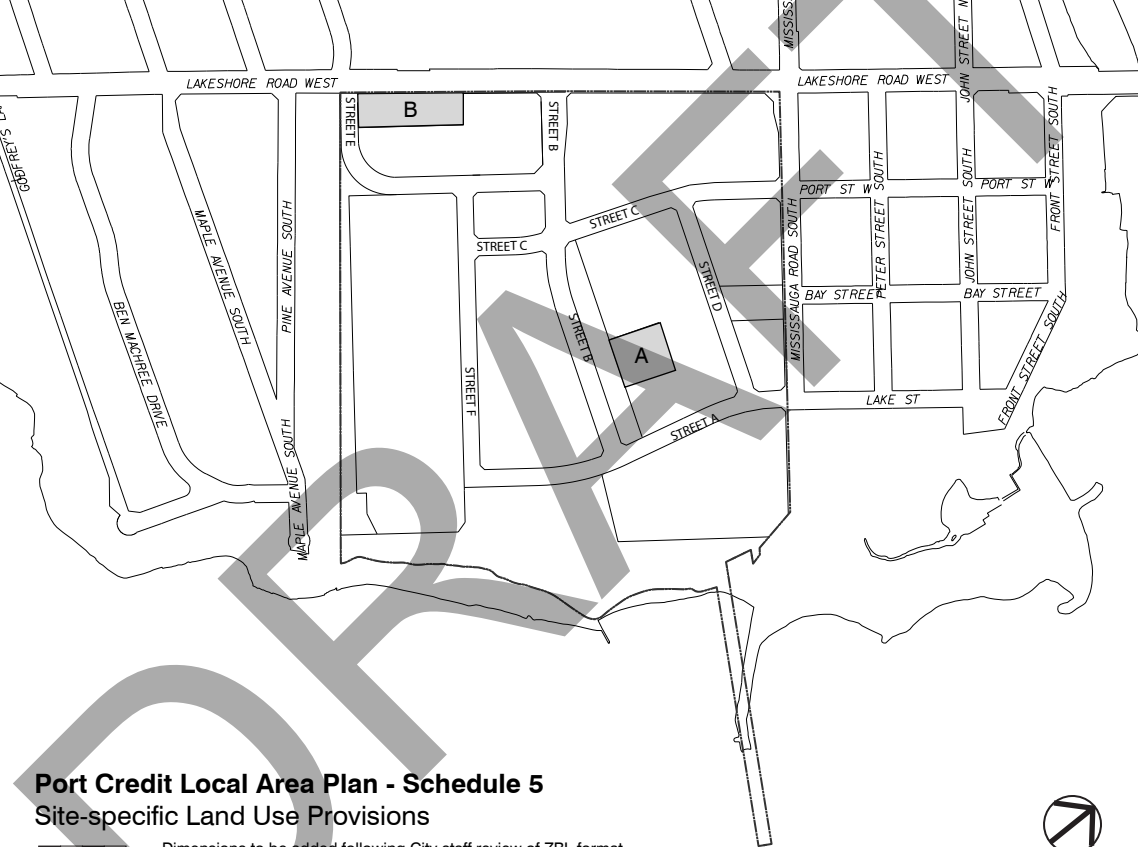 MISSISS
JOHN STREET N
LAKESHORE ROAD WEST
LAKESHORE ROAD WEST
GODFREY'S
STREET E
B
STREET B
FRONT STREET SOUTH
PORT ST W
PORT ST W
PETER STREET SOUTH
JOHN STREET SOUTH
MAPLE AVENUE SOUTH
PINE AVENUE SOUTH
STREET C
STREET C
STREET D
MISSISSAUGA ROAD SOUTH
BAY STREET
BAY STREET
BEN MACHREE DRIVE
STREET B
A
STREET F
FRONT STREET SOUTH
LAKE ST
STREET A
MAPLE AVENUE SOUTH
DRAFT
Port Credit Local Area Plan - Schedule 5
Site-specific Land Use Provisions
Dimensions to be added following City staff review of ZBL format